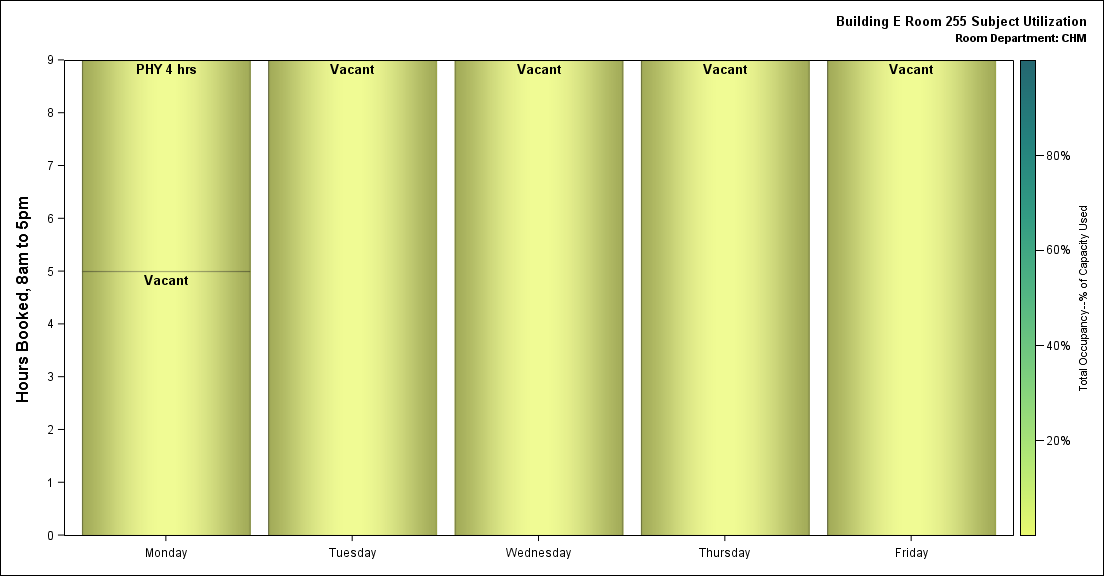 Building E Room 255 Subject Utilization
Room Department: CHM
Hours Booked, 8am to 5pm
9
8
7
6
5
4
3
2
1
0
PHY 4 hrs
Vacant
Vacant
Vacant
Vacant
Vacant
Monday
Tuesday
Wednesday
Thursday
Friday
80%
60%
40%
20%
Total Occupancy--% of Capacity Used